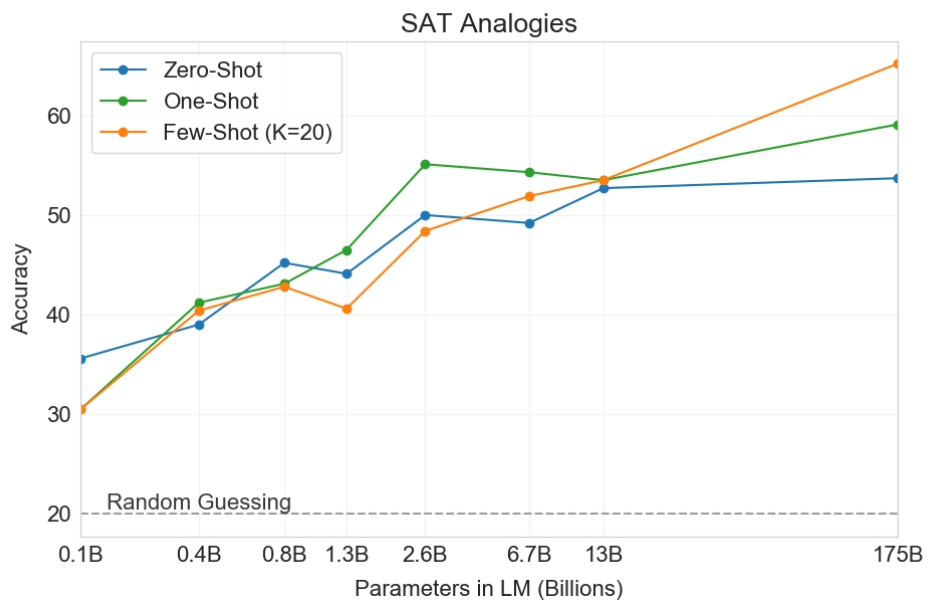 SAT Analogies
Zero-Shot
One-Shot
Few-Shot (K=20)
Accuracy
60
50
40
30
20
Random Guessing
0.1B 0.4B 0.8B 1.3B 2.6B 6.7B 13B 175B
Parameters in LM (Billions)